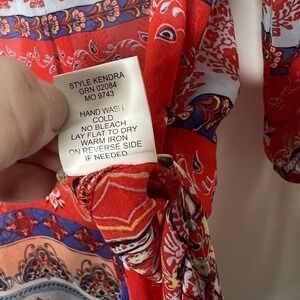 STYLE KENDRA
GRN 02084
MO 9743
HAND WASH
COLD
NO BLEACH
LAY FLAT TO DRY
WARM IRON
ON REVERSE SIDE
IF NEEDED